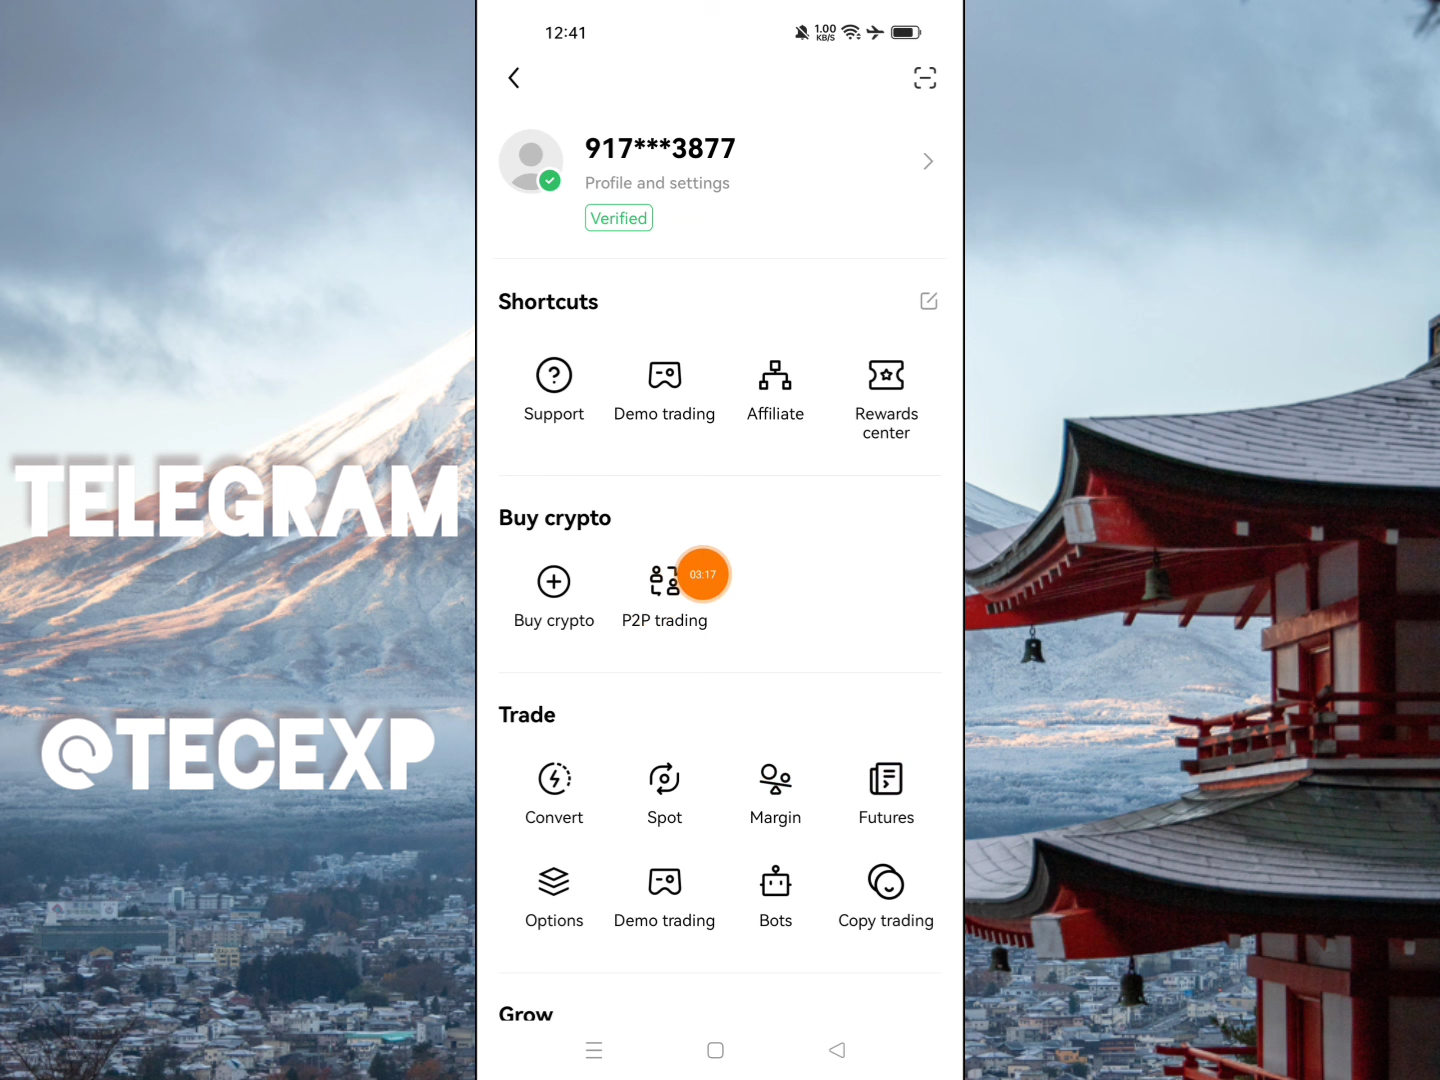 12:41
1.00
KB/S
917***3877
Profile and settings
Verified
Shortcuts
Support
Demo trading
Affiliate
Rewards
center
TELEGRAM
Buy crypto
03:17
Buy crypto
P2P trading
Trade
@TECEXP
Convert
Spot
Margin
Futures
Options
Demo trading
Bots
Copy trading
Grow